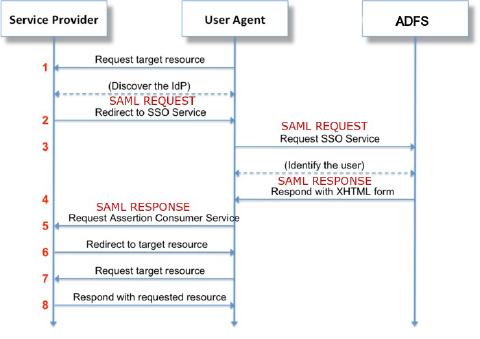 Service Provider
User Agent
ADFS
Request target resource
1
(Discover the IdP)
SAML REQUEST
2
Redirect to SSO Service
SAML REQUEST
3
Request SSO Service
(Identify the user)
SAML RESPONSE
4
Respond with XHTML form
SAML RESPONSE
5
Request Assertion Consumer Service
6
Redirect to target resource
7
Request target resource
8
Respond with requested resource